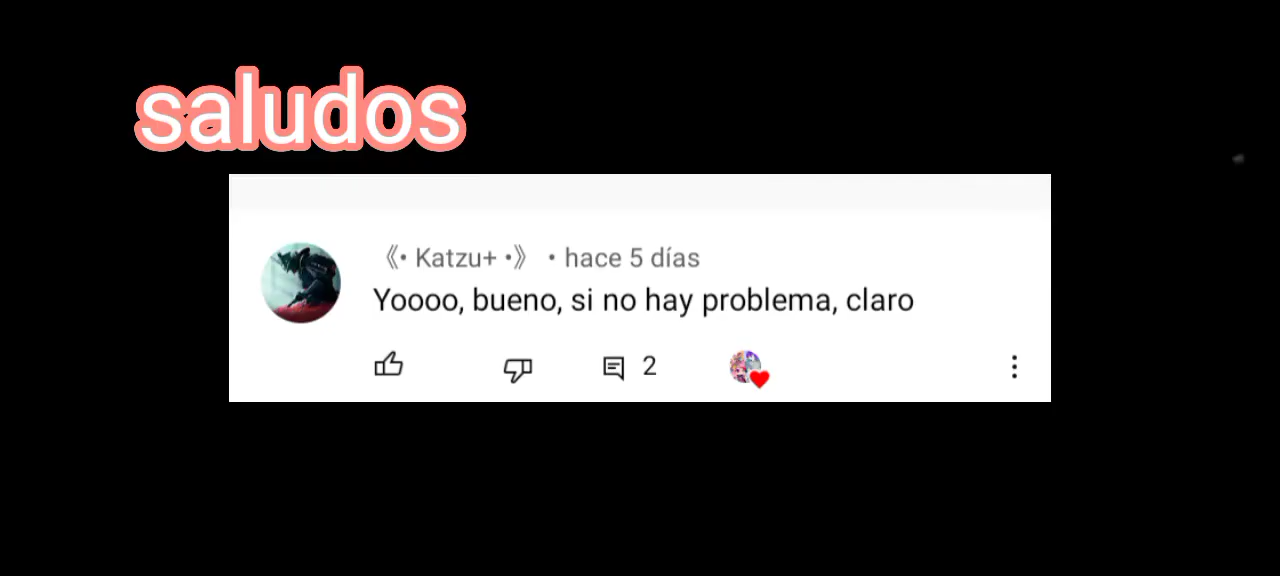 saludos
《• Katzu+ •》 • hace 5 días
Yoooo, bueno, si no hay problema, claro
2